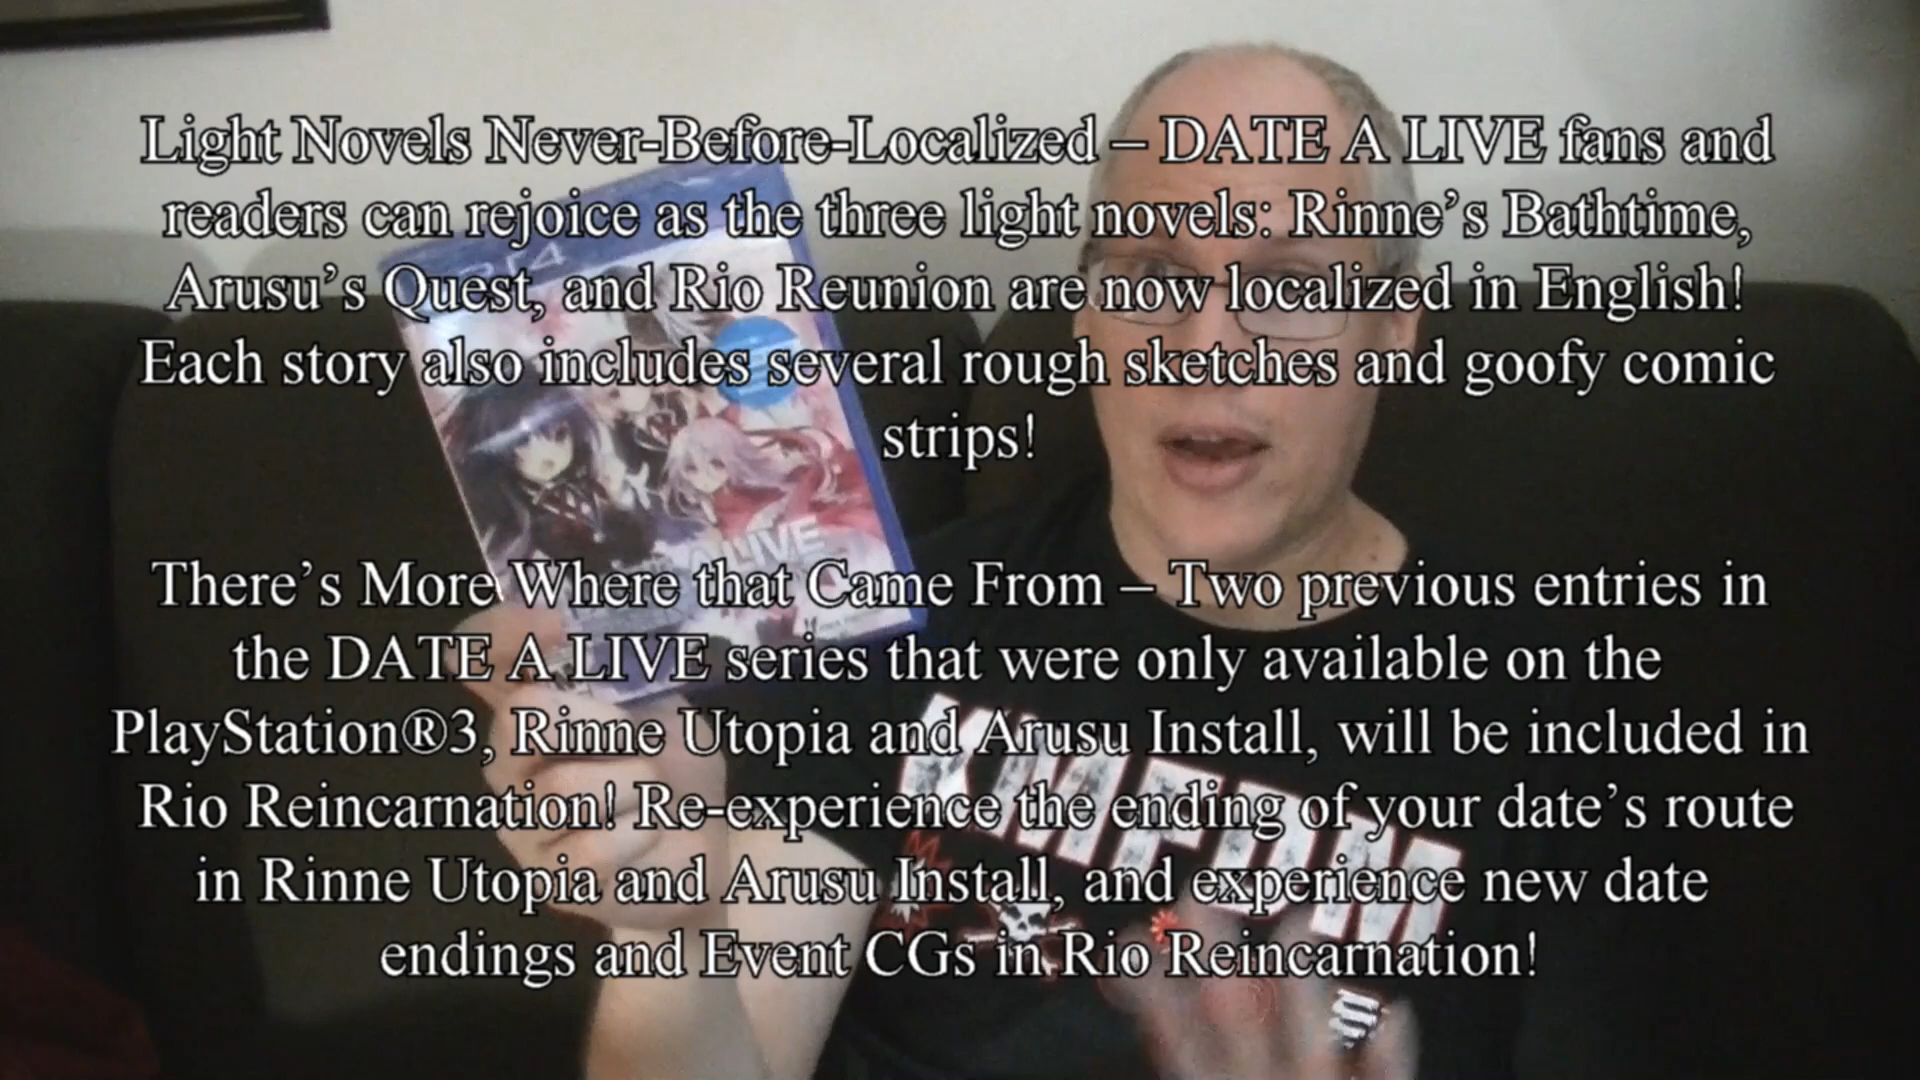 Light Novels Never-Before-Localized – DATE A LIVE fans and
readers can rejoice as the three light novels: Rinne’s Bathtime,
Arusu’s Quest, and Rio Reunion are now localized in English!
Each story also includes several rough sketches and goofy comic
strips!
There’s More Where that Came From – Two previous entries in
the DATE A LIVE series that were only available on the
PlayStation®3, Rinne Utopia and Arusu Install, will be included in
Rio Reincarnation! Re-experience the ending of your date’s route
in Rinne Utopia and Arusu Install, and experience new date
endings and Event CGs in Rio Reincarnation!
PS4
A LIVE
KMFDM